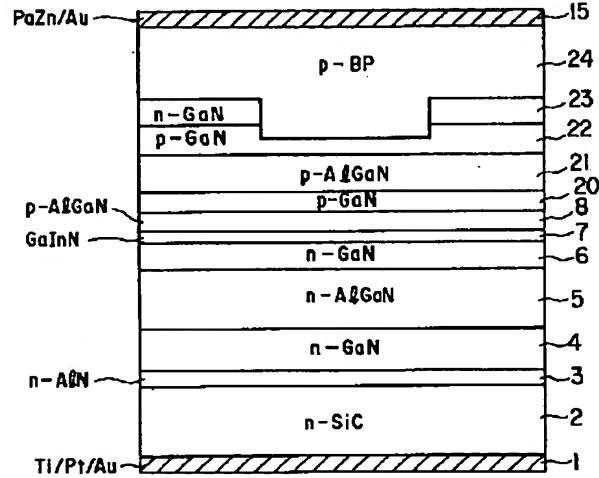 PaZn/Au 15
p-BP 24
n-GaN 23
p-GaN 22
p-AlGaN 21
p-GaN 20
p-AlGaN 8
GaInN 7
n-GaN 6
n-AlGaN 5
n-GaN 4
n-AlN 3
n-SiC 2
Ti/Pt/Au 1